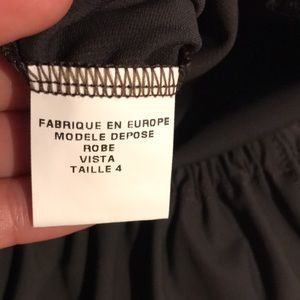 FABRIQUE EN EUROPE
MODELE DEPOSE
ROBE
VISTA
TAILLE 4